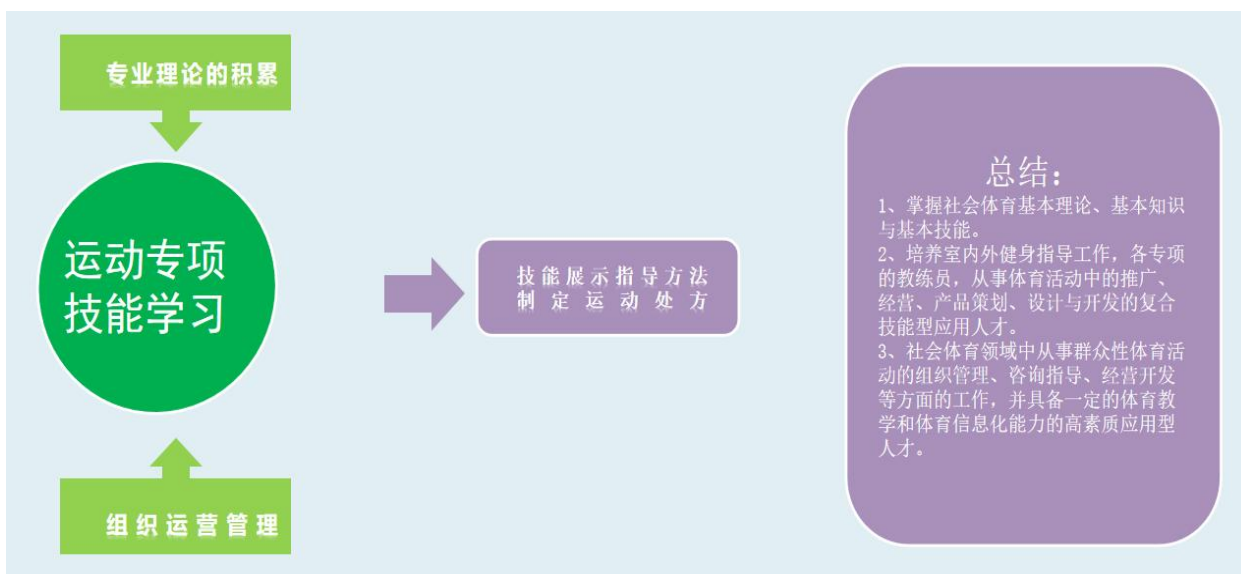 专业理论的积累
运动专项
技能学习
组织运营管理
技能展示指导方法
制定运动处方
总结：
1、掌握社会体育基本理论、基本知识
与基本技能。
2、培养室内外健身指导工作，各专项
的教练员，从事体育活动中的推广、
经营、产品策划、设计与开发的复合
技能型应用人才。
3、社会体育领域中从事群众性体育活
动的组织管理、咨询指导、经营开发
等方面的工作，并具备一定的体育教
学和体育信息化能力的高素质应用型
人才。